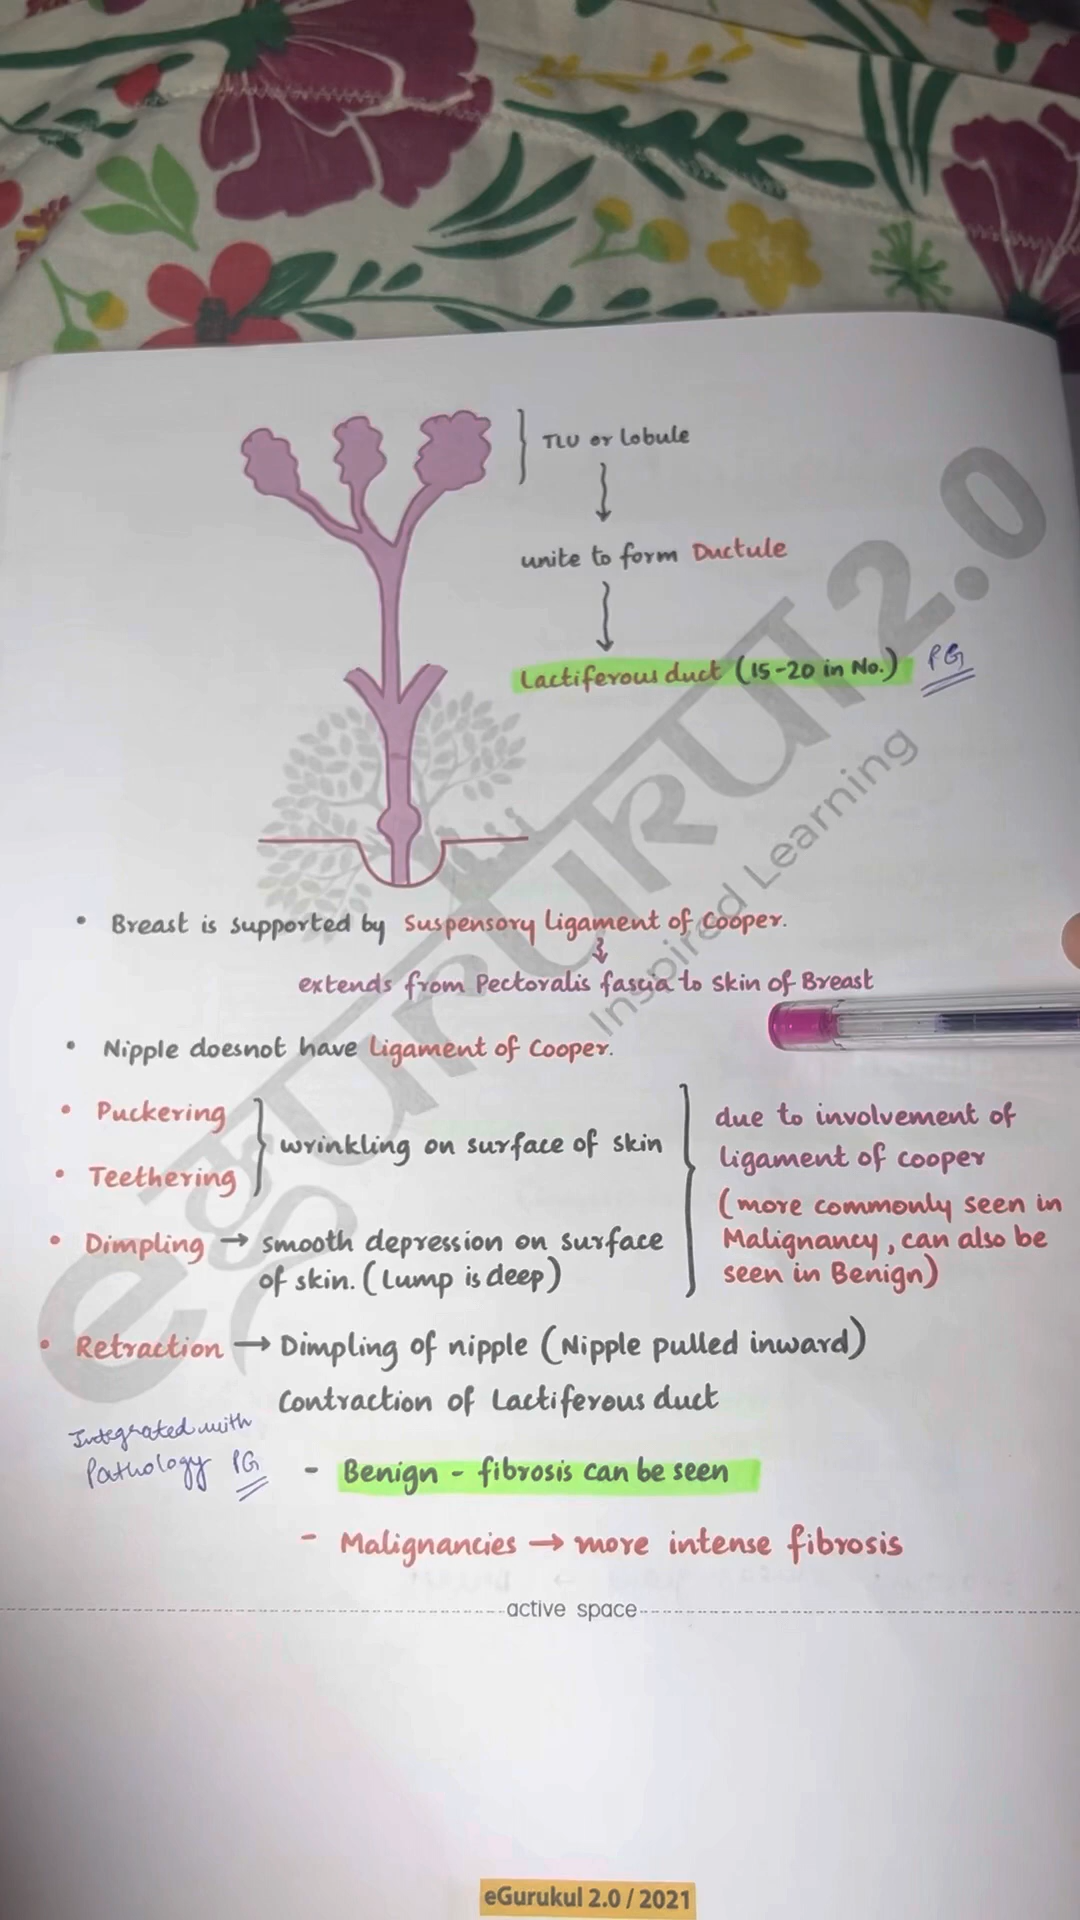 TLU or Lobule
↓
unite to form Ductule
↓
Lactiferous duct (15-20 in No.) PG
• Breast is supported by Suspensory Ligament of Cooper.
↓
extends from Pectoralis fascia to skin of Breast
• Nipple doesnot have Ligament of Cooper.
• Puckering
• Teethering
wrinkling on surface of skin
• Dimpling → smooth depression on surface
of skin. (Lump is deep)
due to involvement of
ligament of cooper
(more commonly seen in
Malignancy, can also be
seen in Benign)
• Retraction → Dimpling of nipple (Nipple pulled inward)
Contraction of Lactiferous duct
Integrated with
Pathology PG
- Benign - fibrosis can be seen
- Malignancies → more intense fibrosis
active space
eGurukul 2.0 / 2021
eगुरुकुल 2.0
Inspired Learning